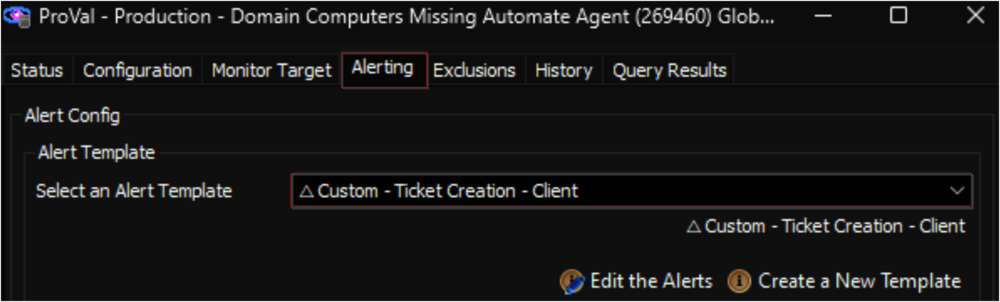 ProVal - Production - Domain Computers Missing Automate Agent (269460) Glob...
Status Configuration Monitor Target Alerting Exclusions History Query Results
Alert Config
Alert Template
Select an Alert Template △ Custom - Ticket Creation - Client
△ Custom - Ticket Creation - Client
Edit the Alerts Create a New Template